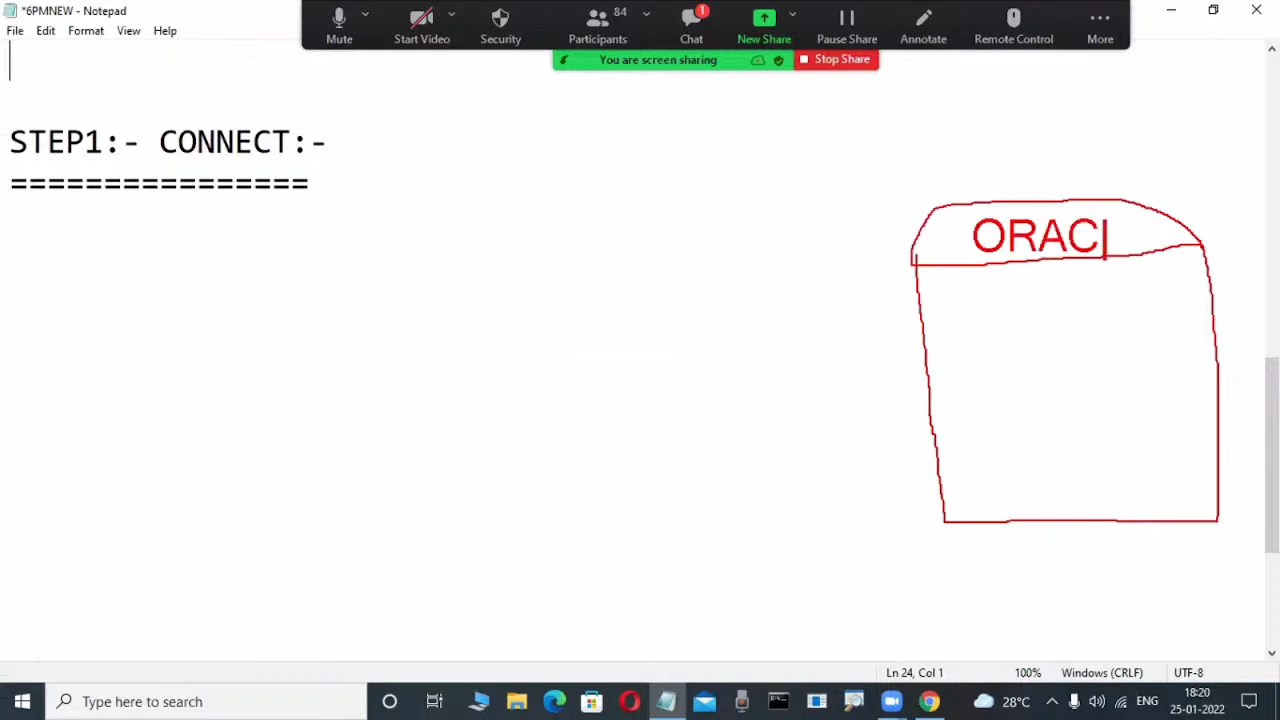 *6PMNEW - Notepad
File Edit Format View Help
Mute Start Video Security Participants 84 Chat 1 New Share Pause Share Annotate Remote Control More
You are screen sharing Stop Share
STEP1:- CONNECT:-
================
ORAC
Ln 24, Col 1 100% Windows (CRLF) UTF-8
Type here to search
28°C ENG 18:20
25-01-2022